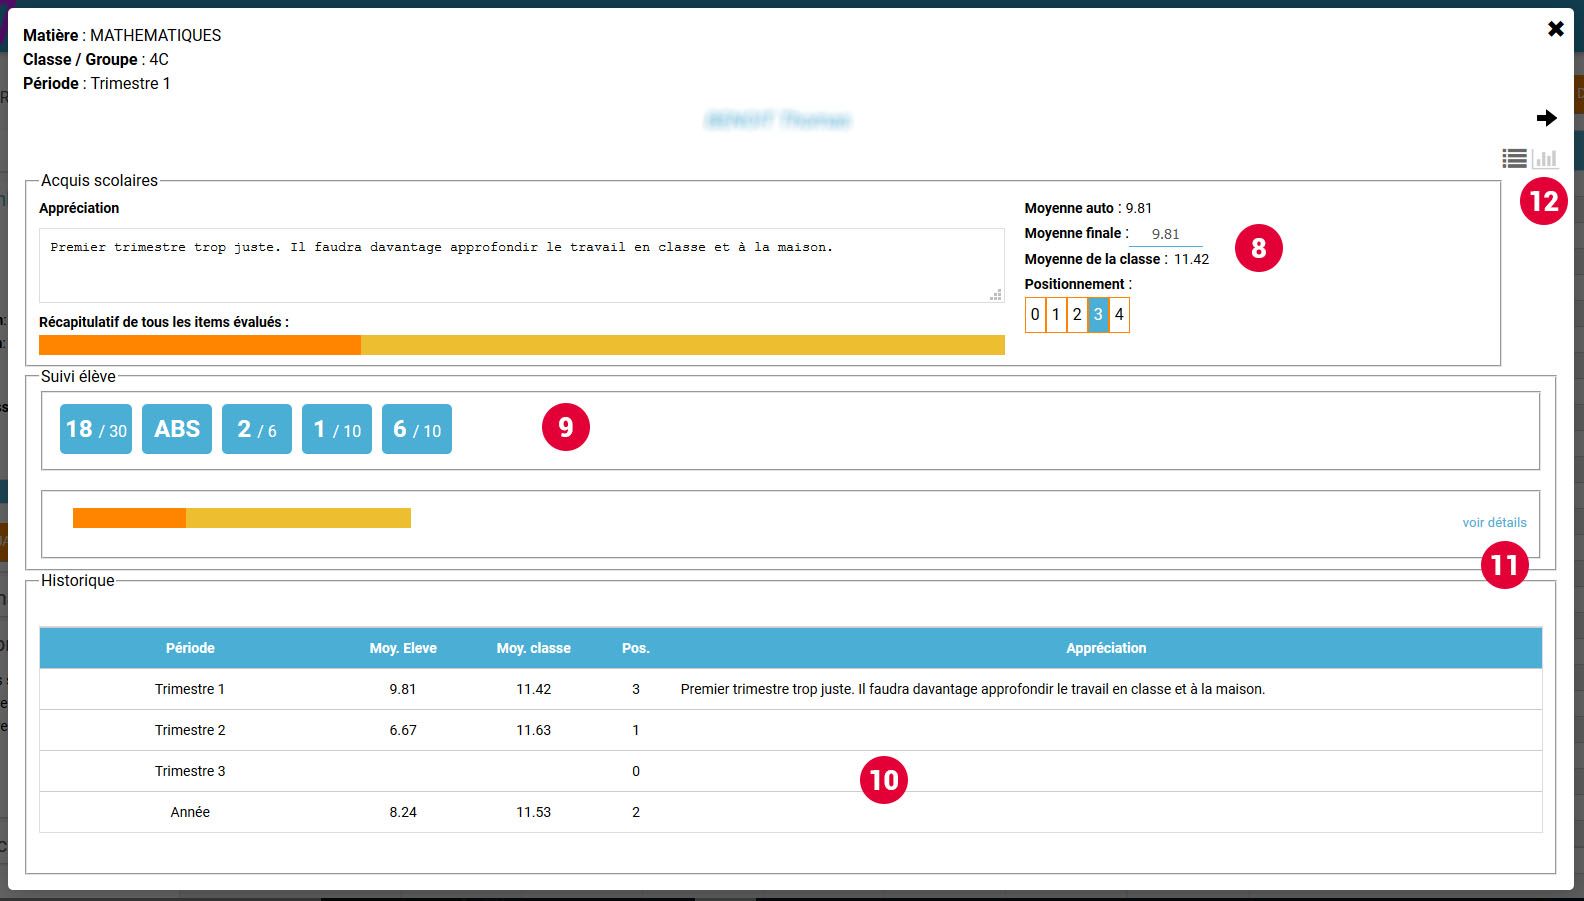 Matière : MATHEMATIQUES
Classe / Groupe : 4C
Période : Trimestre 1
12
Acquis scolaires
Appréciation
Premier trimestre trop juste. Il faudra davantage approfondir le travail en classe et à la maison.
Récapitulatif de tous les items évalués :
Moyenne auto : 9.81
Moyenne finale : 9.81
8
Moyenne de la classe : 11.42
Positionnement :
0 1 2 3 4
Suivi élève
18 / 30 ABS 2 / 6 1 / 10 6 / 10
9
voir détails
11
Historique
Période Moy. Eleve Moy. classe Pos. Appréciation
Trimestre 1 9.81 11.42 3 Premier trimestre trop juste. Il faudra davantage approfondir le travail en classe et à la maison.
Trimestre 2 6.67 11.63 1
Trimestre 3 0
10
Année 8.24 11.53 2